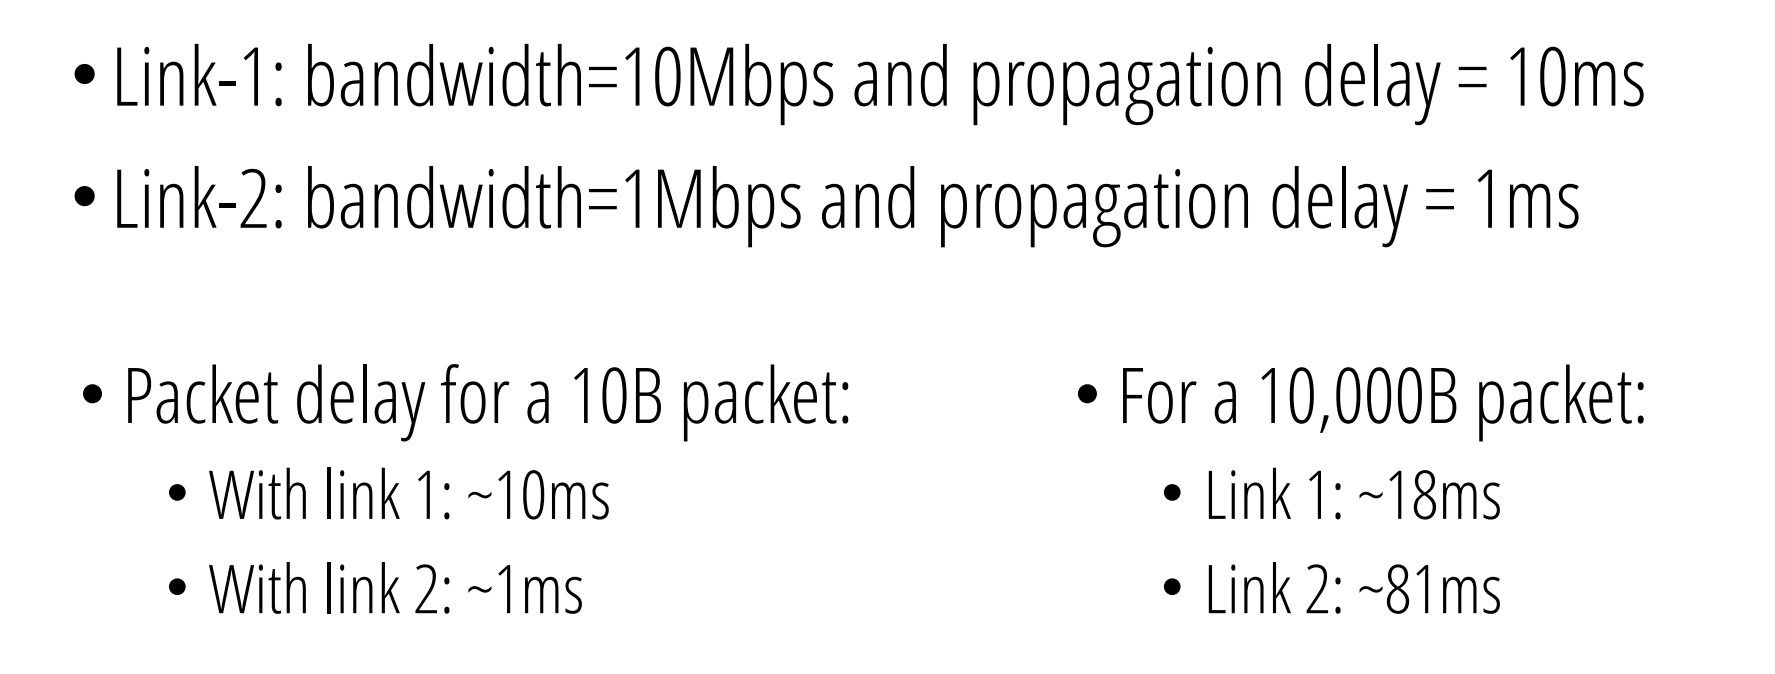 • Link-1: bandwidth=10Mbps and propagation delay = 10ms
• Link-2: bandwidth=1Mbps and propagation delay = 1ms
• Packet delay for a 10B packet:
• With link 1: ~10ms
• With link 2: ~1ms
• For a 10,000B packet:
• Link 1: ~18ms
• Link 2: ~81ms